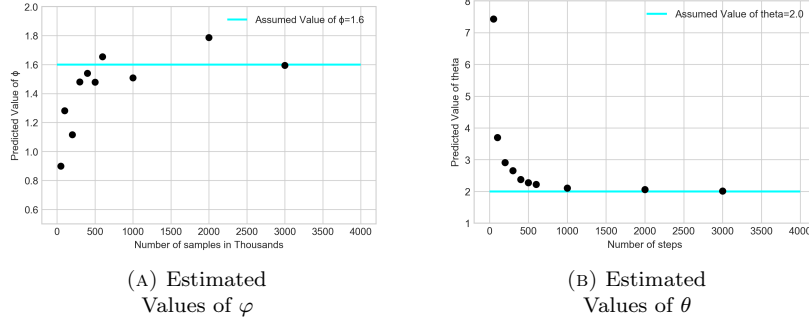 2.0
1.8
1.6
1.4
1.2
1.0
0.8
0.6
Predicted Value of ϕ
Assumed Value of ϕ=1.6
0 500 1000 1500 2000 2500 3000 3500 4000
Number of samples in Thousands
(A) Estimated
Values of φ
8
7
6
5
4
3
2
1
Predicted Value of theta
Assumed Value of theta=2.0
0 500 1000 1500 2000 2500 3000 3500 4000
Number of steps
(B) Estimated
Values of θ